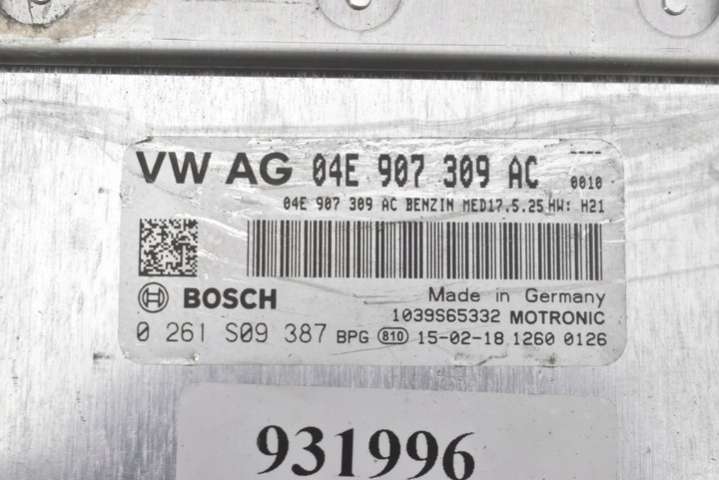 VW AG 04E 907 309 AC ----
0010
04E 907 309 AC BENZIN MED17.5.25 HW: H21
BOSCH
Made in Germany
1039S65332 MOTRONIC
0 261 S09 387 BPG 810 15-02-18 1260 0126
931996